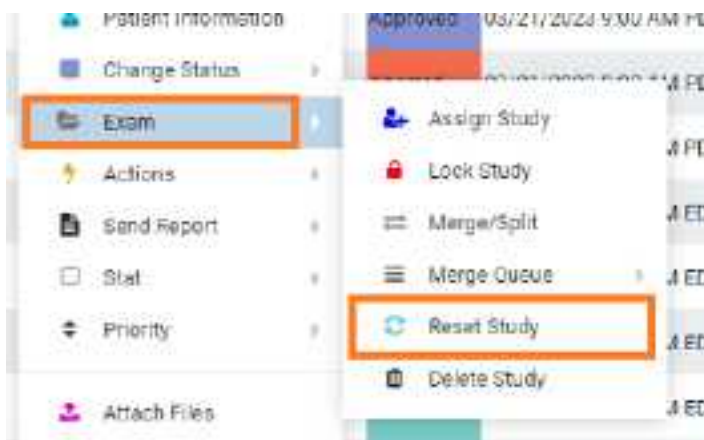 Patient Information
Approved 03/21/2023 9:00 AM
Change Status
Exam
Assign Study
Actions
Lock Study
Send Report
Merge/Split
Stat
Merge Queue
Priority
Reset Study
Delete Study
Attach Files